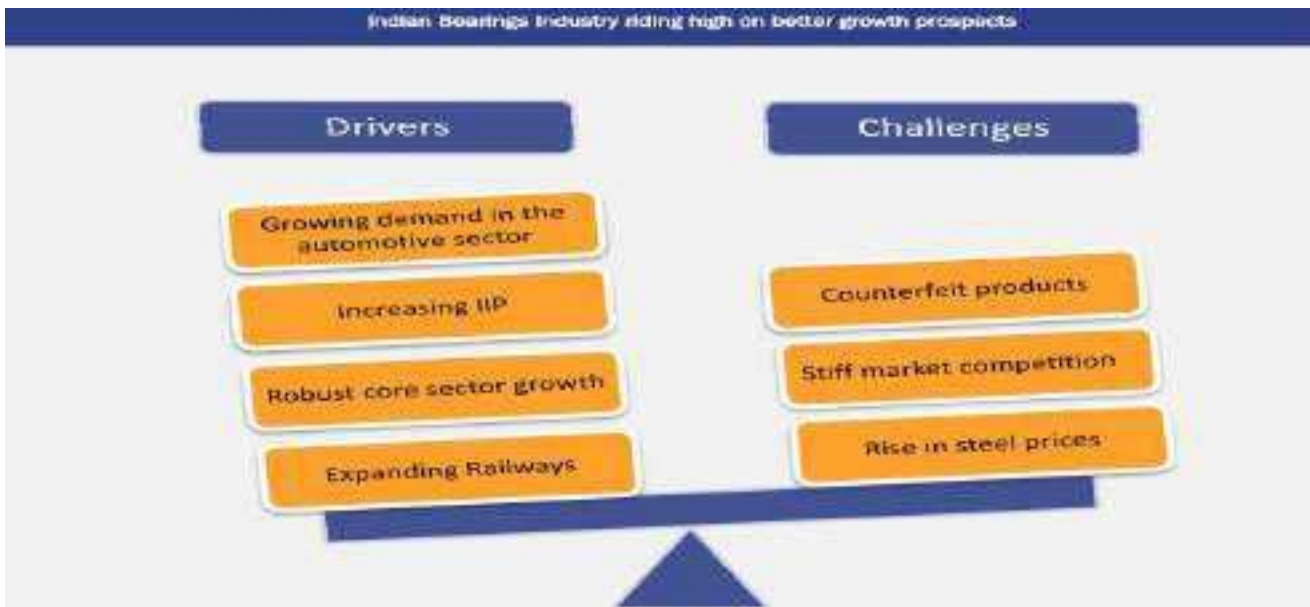 Indian Bearings Industry riding high on better growth prospects
Drivers
Growing demand in the
automotive sector
Increasing IIP
Robust core sector growth
Expanding Railways
Challenges
Counterfeit products
Stiff market competition
Rise in steel prices